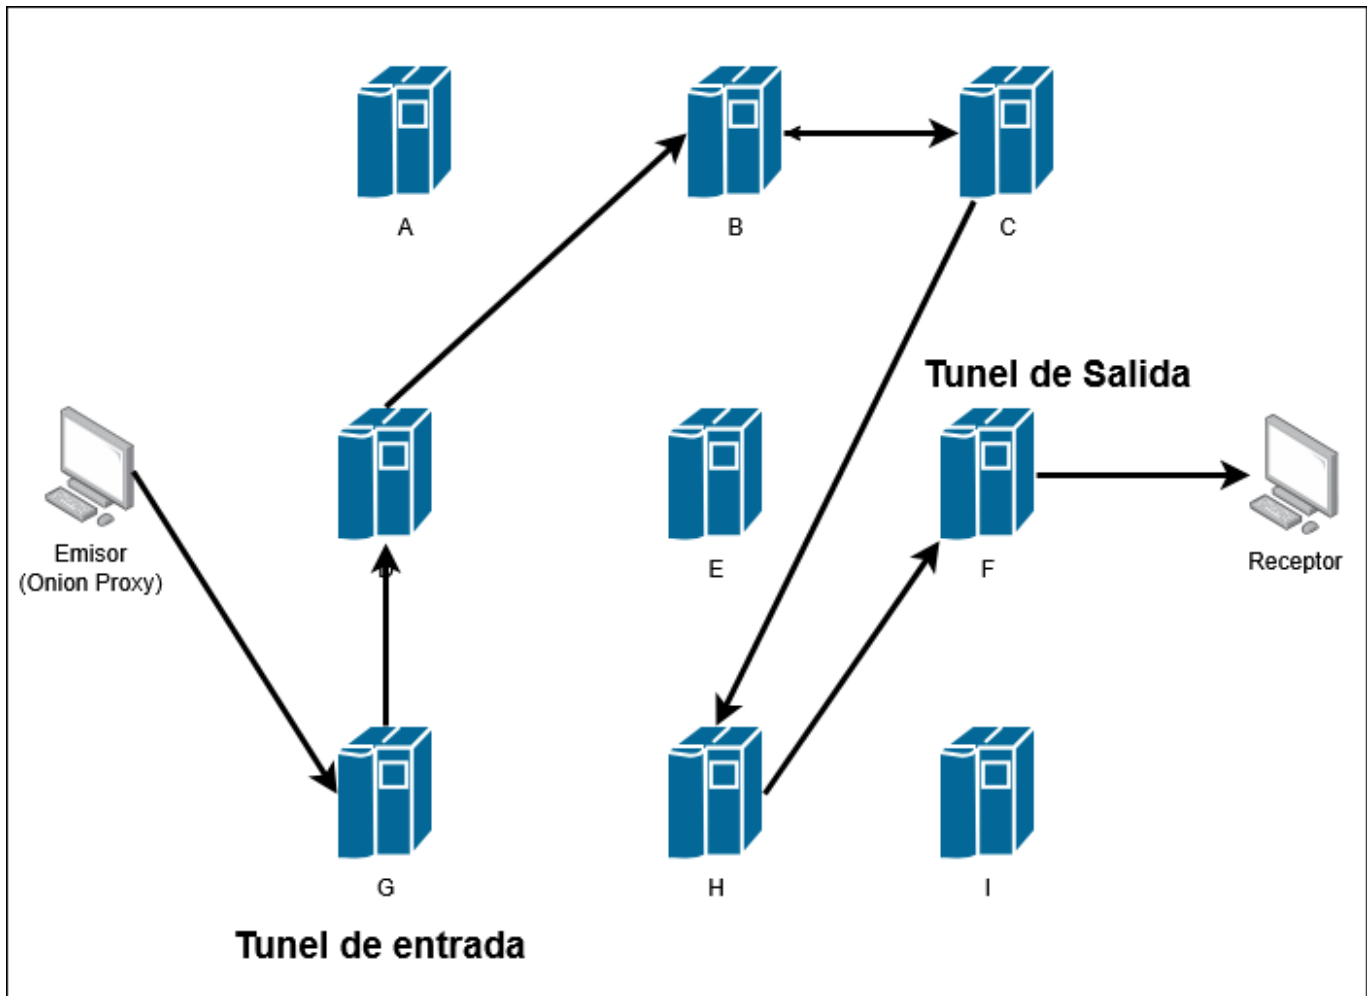 A
B
C
Tunel de Salida
Emisor
(Onion Proxy)
D
E
F
Receptor
G
H
I
Tunel de entrada